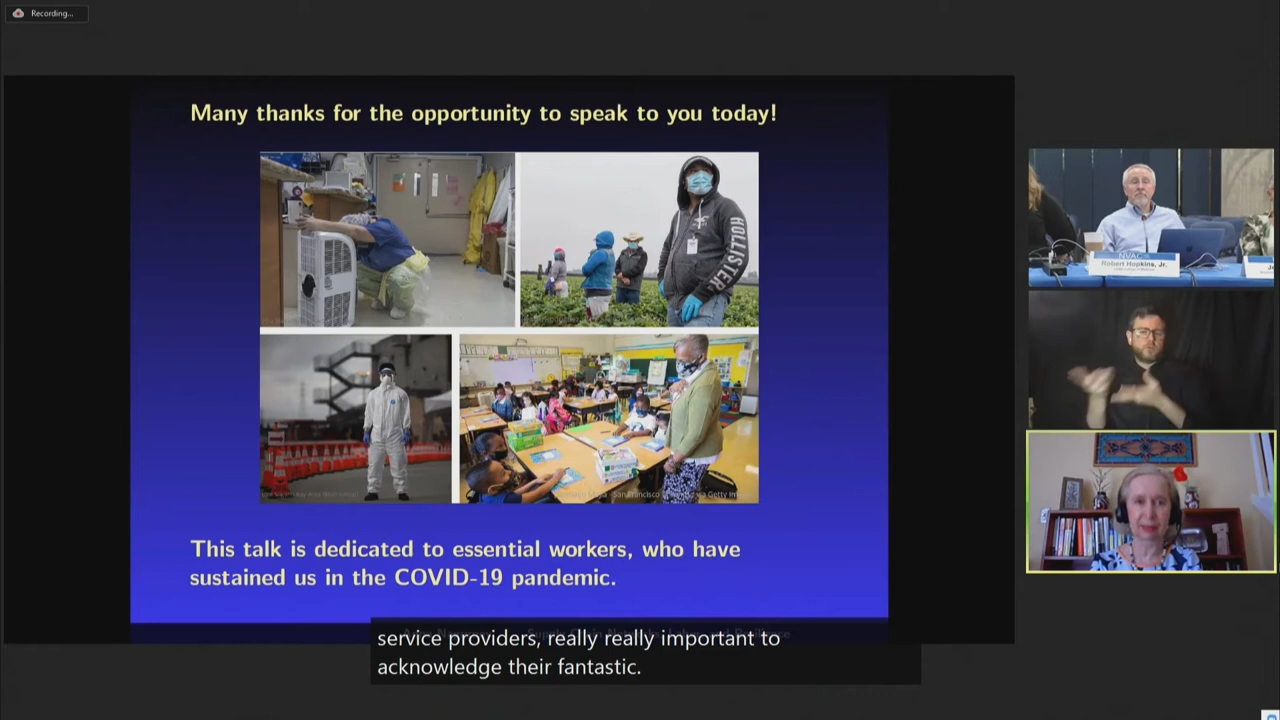 Recording...
Many thanks for the opportunity to speak to you today!
HOLLISTER
This talk is dedicated to essential workers, who have
sustained us in the COVID-19 pandemic.
service providers, really really important to
acknowledge their fantastic.
NVAC
Robert Hopkins, Jr.